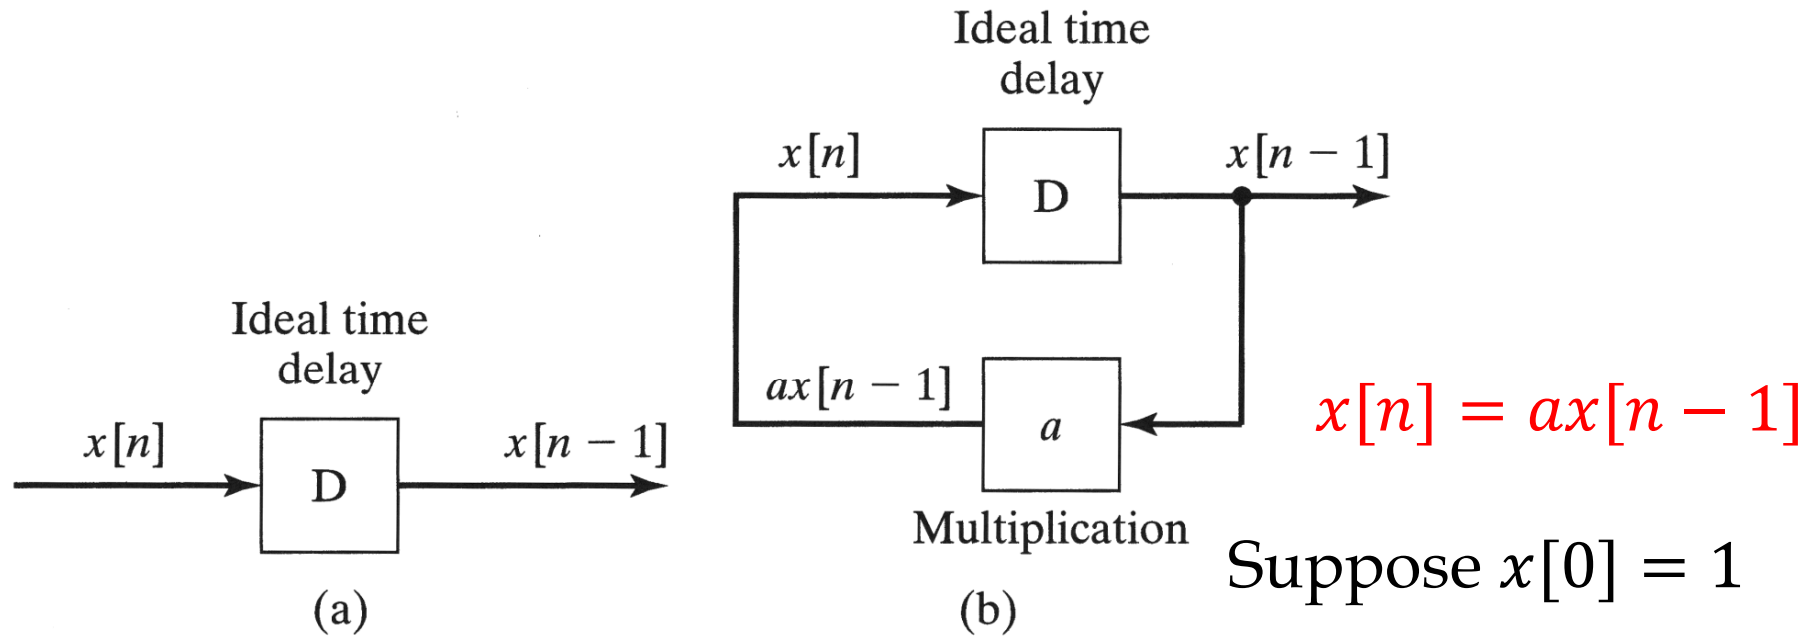 Ideal time
delay
x[n]
D
x[n − 1]
(a)
Ideal time
delay
x[n]
D
x[n − 1]
ax[n − 1]
a
Multiplication
(b)
x[n] = ax[n − 1]
Suppose x[0] = 1